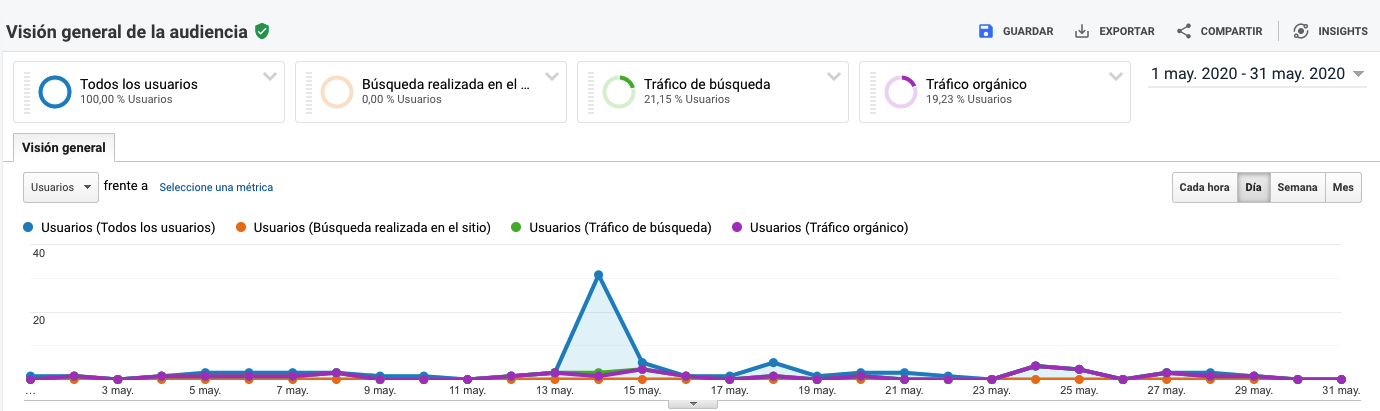 Visión general de la audiencia
GUARDAR EXPORTAR COMPARTIR INSIGHTS
Todos los usuarios
100,00 % Usuarios
Búsqueda realizada en el ...
0,00 % Usuarios
Tráfico de búsqueda
21,15 % Usuarios
Tráfico orgánico
19,23 % Usuarios
1 may. 2020 - 31 may. 2020
Visión general
Usuarios frente a Seleccione una métrica
Cada hora Día Semana Mes
Usuarios (Todos los usuarios) Usuarios (Búsqueda realizada en el sitio) Usuarios (Tráfico de búsqueda) Usuarios (Tráfico orgánico)
40
20
... 3 may. 5 may. 7 may. 9 may. 11 may. 13 may. 15 may. 17 may. 19 may. 21 may. 23 may. 25 may. 27 may. 29 may. 31 may.